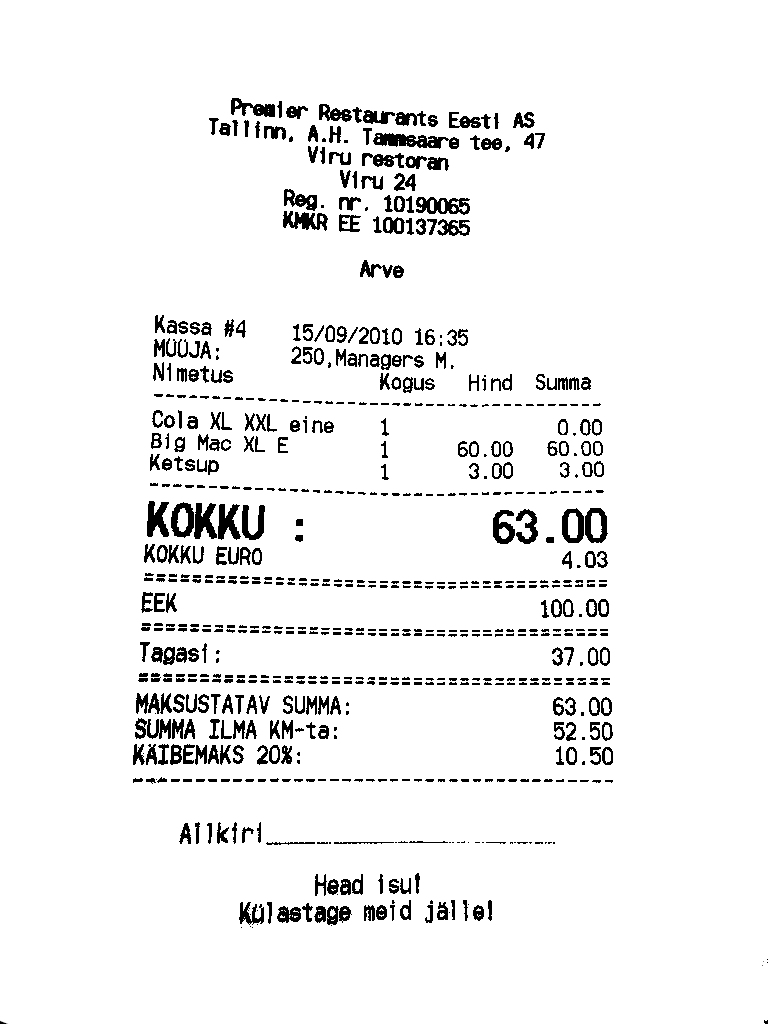 Premier Restaurants Eesti AS
Tallinn, A.H. Tammsaare tee, 47
Viru restoran
Viru 24
Reg. nr. 10190065
KMKR EE 100137365
Arve
Kassa #4 15/09/2010 16:35
MÜÜJA: 250,Managers M.
Nimetus Kogus Hind Summa
Cola XL XXL eine 1 0.00
Big Mac XL E 1 60.00 60.00
Ketsup 1 3.00 3.00
KOKKU : 63.00
KOKKU EURO 4.03
EEK 100.00
Tagasi: 37.00
MAKSUSTATAV SUMMA: 63.00
SUMMA ILMA KM-ta: 52.50
KÄIBEMAKS 20%: 10.50
Allkiri
Head isu!
Külastage meid jälle!